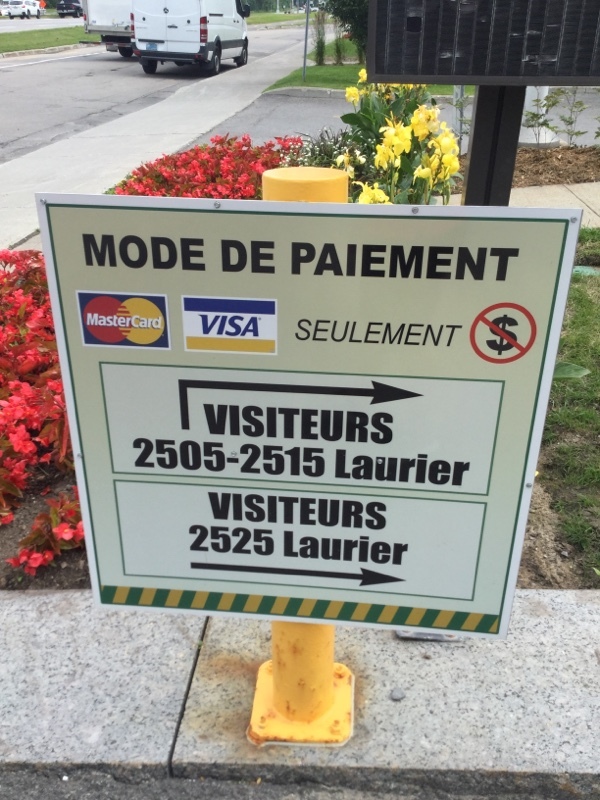 MODE DE PAIEMENT
MasterCard VISA SEULEMENT $
VISITEURS
2505-2515 Laurier
VISITEURS
2525 Laurier